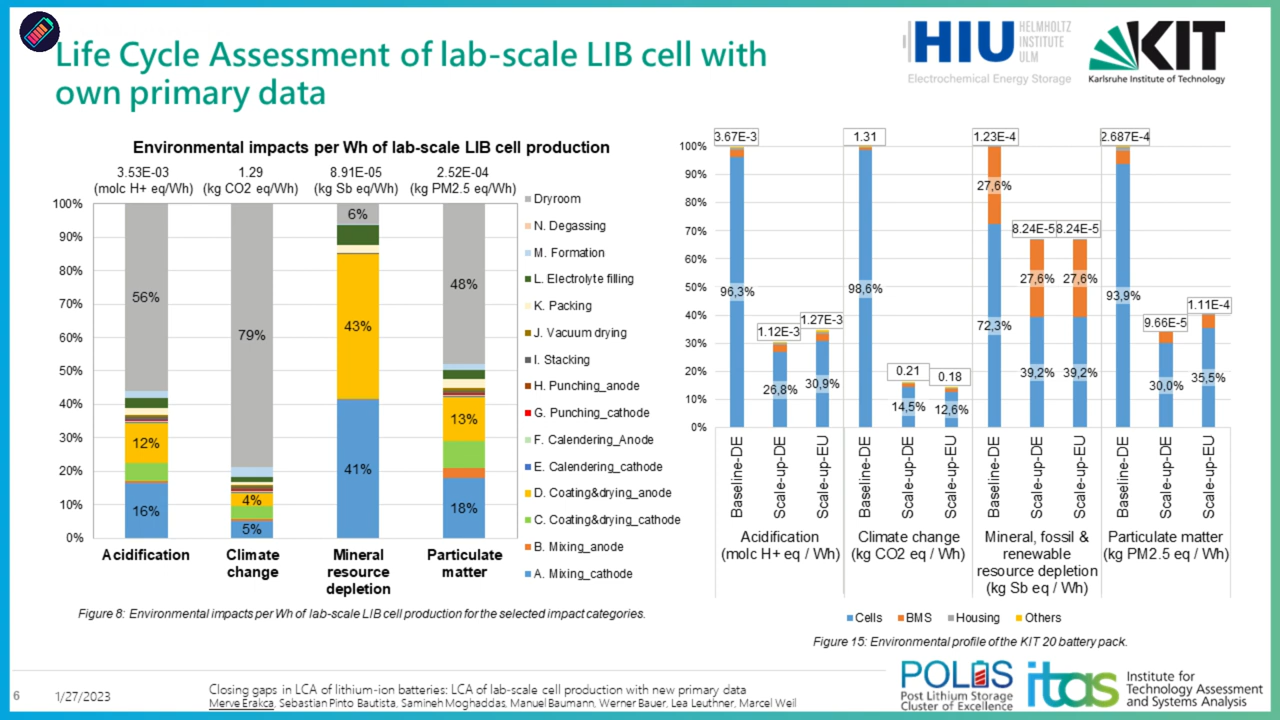 Life Cycle Assessment of lab-scale LIB cell with
own primary data
HIU HELMHOLTZ
INSTITUTE
ULM
Electrochemical Energy Storage
KIT
Karlsruhe Institute of Technology
Environmental impacts per Wh of lab-scale LIB cell production
3.53E-03 1.29 8.91E-05 2.52E-04
(molc H+ eq/Wh) (kg CO2 eq/Wh) (kg Sb eq/Wh) (kg PM2.5 eq/Wh)
100%
90%
80%
70%
60%
50%
40%
30%
20%
10%
0%
56%
12%
16%
79%
4%
5%
6%
43%
41%
48%
13%
18%
Acidification
Climate
change
Mineral
resource
depletion
Particulate
matter
Dryroom
N. Degassing
M. Formation
L. Electrolyte filling
K. Packing
J. Vacuum drying
I. Stacking
H. Punching_anode
G. Punching_cathode
F. Calendering_Anode
E. Calendering_cathode
D. Coating&drying_anode
C. Coating&drying_cathode
B. Mixing_anode
A. Mixing_cathode
Figure 8: Environmental impacts per Wh of lab-scale LIB cell production for the selected impact categories.
100%
90%
80%
70%
60%
50%
40%
30%
20%
10%
0%
3.67E-3
96,3%
1.12E-3
26,8%
1.27E-3
30,9%
1.31
98,6%
0.21
14,5%
0.18
12,6%
1.23E-4
27,6%
72,3%
8.24E-5
27,6%
39,2%
8.24E-5
27,6%
39,2%
2.687E-4
93,9%
9.66E-5
30,0%
1.11E-4
35,5%
Baseline-DE
Scale-up-DE
Scale-up-EU
Baseline-DE
Scale-up-DE
Scale-up-EU
Baseline-DE
Scale-up-DE
Scale-up-EU
Baseline-DE
Scale-up-DE
Scale-up-EU
Acidification
(molc H+ eq / Wh)
Climate change
(kg CO2 eq / Wh)
Mineral, fossil &
renewable
resource depletion
(kg Sb eq / Wh)
Particulate matter
(kg PM2.5 eq / Wh)
Cells BMS Housing Others
Figure 15: Environmental profile of the KIT 20 battery pack.
6
1/27/2023
Closing gaps in LCA of lithium-ion batteries: LCA of lab-scale cell production with new primary data
Merve Erakca, Sebastian Pinto Bautista, Samineh Moghaddas, Manuel Baumann, Werner Bauer, Lea Leuthner, Marcel Weil
POLiS
Post Lithium Storage
Cluster of Excellence
itas
Institute for
Technology Assessment
and Systems Analysis